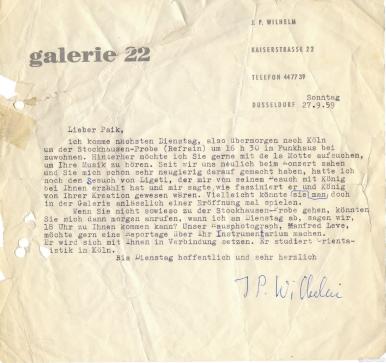 galerie 22
J. P. WILHELM
KAISERSTRASSE 22
TELEFON 44 77 39
Sonntag
DÜSSELDORF 27.9.59
Lieber Paik,
ich komme nächsten Dienstag, also übermorgen nach Köln
um der Stockhausen-Probe (Refrain) um 16 h 30 in Funkhaus bei
zuwohnen. Hinterher möchte ich Sie gerne mit de la Motte aufsuchen,
um Ihre Musik zu hören. Seit wir uns neulich beim Konzert sahen
und Sie mich schon sehr neugierig darauf gemacht haben, hatte ich
noch den Besuch von Ligeti, der mir von seinem Besuch mit König
bei Ihnen erzählt hat und mir sagte, wie fasziniert er und König
von Ihrer Kreation gewesen wären. Vielleicht könnte (sie) man doch
in der Galerie anlässlich einer Eröffnung mal spielen.
Wenn Sie nicht sowieso zu der Stockhausen-Probe gehen, könnten
Sie mich dann morgen anrufen, wann ich am Dienstag ab, sagen wir,
18 Uhr zu Ihnen kommen kann? Unser Hausphotograph, Manfred Leve,
möchte gern eine Reportage über Ihr Instrumentarium machen.
Er wird sich mit Ihnen in Verbindung setzen. Er studiert Orienta-
listik in Köln.
Bis Dienstag hoffentlich und sehr herzlich
J P. Wilhelm